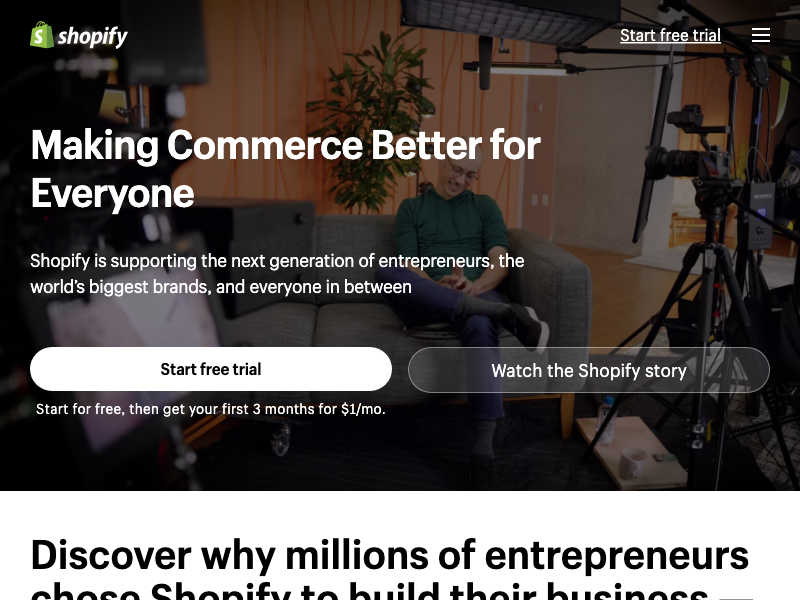 shopify
Start free trial
Making Commerce Better for
Everyone
Shopify is supporting the next generation of entrepreneurs, the
world's biggest brands, and everyone in between
Start free trial
Watch the Shopify story
Start for free, then get your first 3 months for $1/mo.
Discover why millions of entrepreneurs
chose Shopify to build their business —